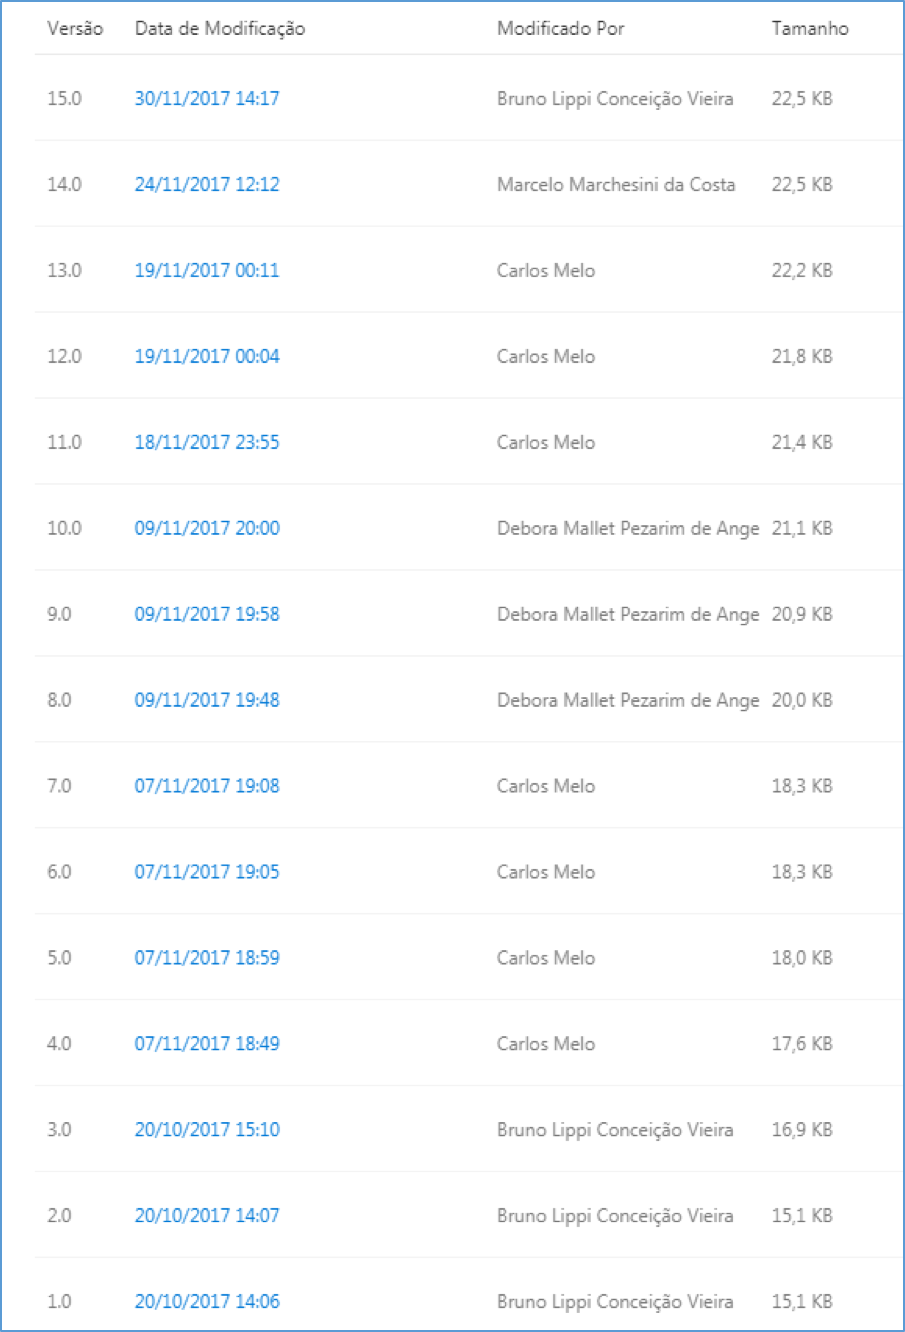 Versão Data de Modificação Modificado Por Tamanho
15.0 30/11/2017 14:17 Bruno Lippi Conceição Vieira 22,5 KB
14.0 24/11/2017 12:12 Marcelo Marchesini da Costa 22,5 KB
13.0 19/11/2017 00:11 Carlos Melo 22,2 KB
12.0 19/11/2017 00:04 Carlos Melo 21,8 KB
11.0 18/11/2017 23:55 Carlos Melo 21,4 KB
10.0 09/11/2017 20:00 Debora Mallet Pezarim de Ange 21,1 KB
9.0 09/11/2017 19:58 Debora Mallet Pezarim de Ange 20,9 KB
8.0 09/11/2017 19:48 Debora Mallet Pezarim de Ange 20,0 KB
7.0 07/11/2017 19:08 Carlos Melo 18,3 KB
6.0 07/11/2017 19:05 Carlos Melo 18,3 KB
5.0 07/11/2017 18:59 Carlos Melo 18,0 KB
4.0 07/11/2017 18:49 Carlos Melo 17,6 KB
3.0 20/10/2017 15:10 Bruno Lippi Conceição Vieira 16,9 KB
2.0 20/10/2017 14:07 Bruno Lippi Conceição Vieira 15,1 KB
1.0 20/10/2017 14:06 Bruno Lippi Conceição Vieira 15,1 KB